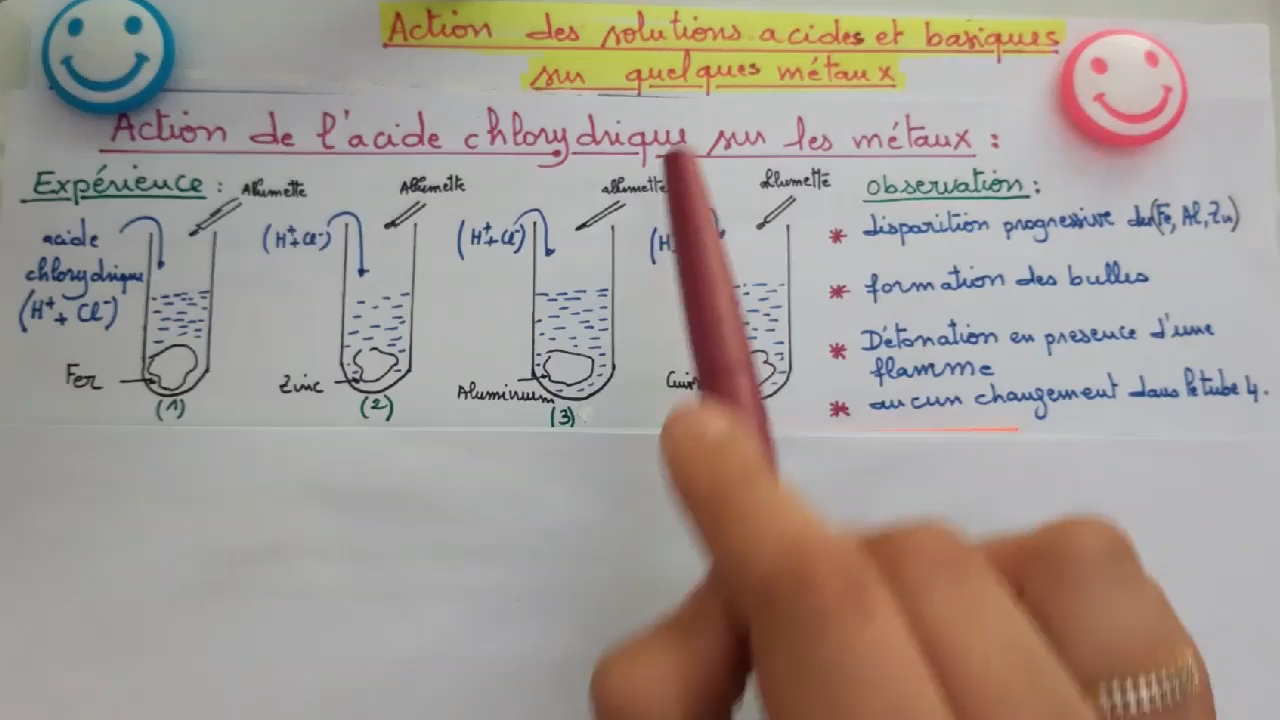 Action des solutions acides et basiques
sur quelques métaux
Action de l'acide chlorydrique sur les métaux :
Expérience :
Allumette
Allumette
allumette
Allumette
acide
chlorydrique
(H⁺ + Cl⁻)
(H⁺ + Cl⁻)
(H⁺ + Cl⁻)
(H
Fer
Zinc
Aluminium
(1)
(2)
(3)
observation :
* disparition progressive du (Fe, Al, Zn)
* formation des bulles
* Détonation en presence d'une
flamme
* aucun changement dans le tube 4.